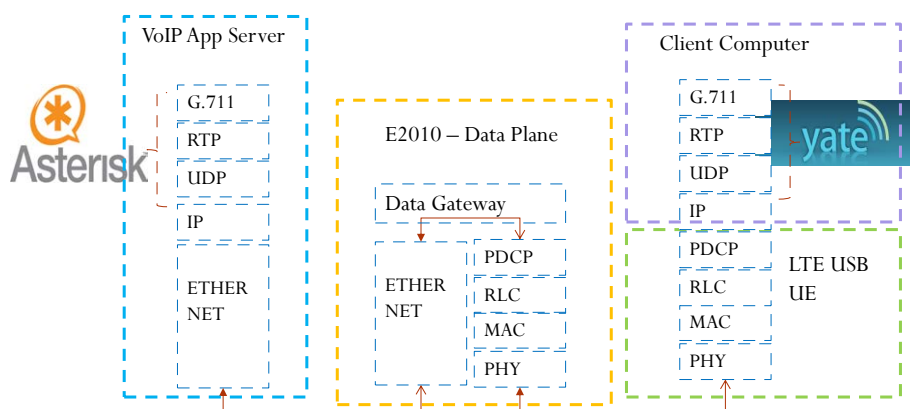 VoIP App Server
Asterisk
G.711
RTP
UDP
IP
ETHER
NET
E2010 – Data Plane
Data Gateway
ETHER
NET
PDCP
RLC
MAC
PHY
Client Computer
G.711
RTP
UDP
IP
yate
PDCP
RLC
MAC
PHY
LTE USB
UE